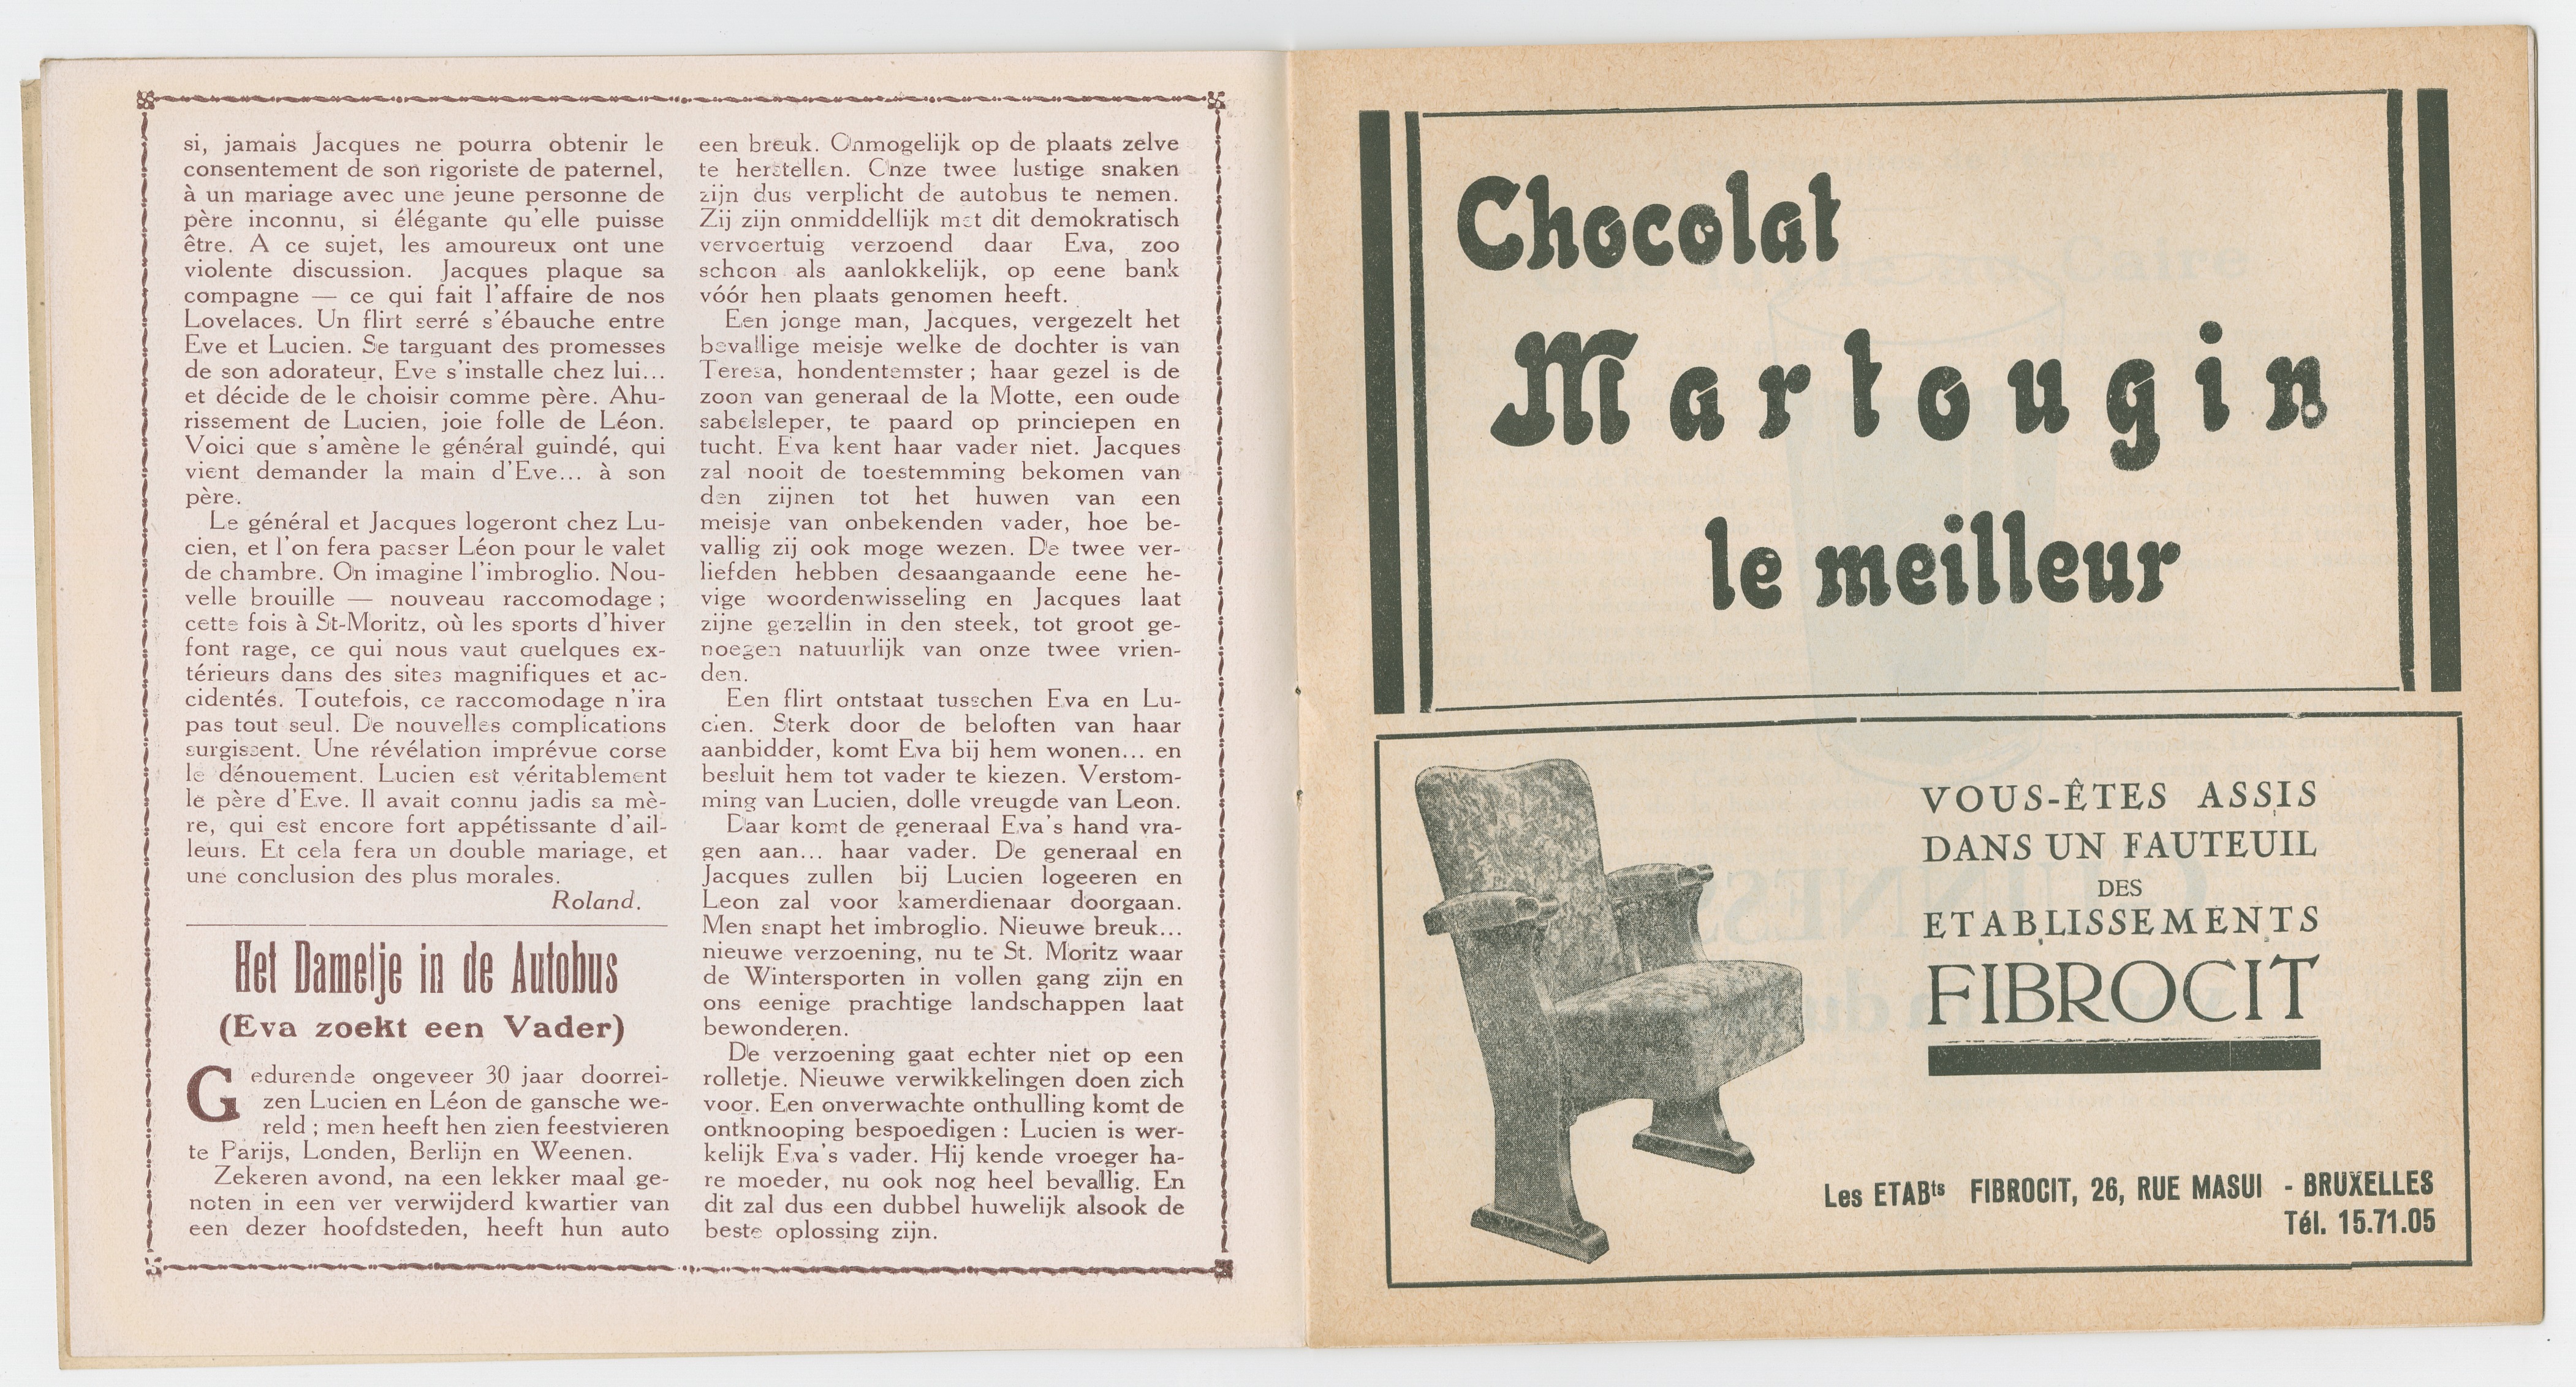 si, jamais Jacques ne pourra obtenir le
consentement de son rigoriste de paternel,
à un mariage avec une jeune personne de
père inconnu, si élégante qu'elle puisse
être. A ce sujet, les amoureux ont une
violente discussion. Jacques plaque sa
compagne — ce qui fait l'affaire de nos
Lovelaces. Un flirt serré s'ébauche entre
Eve et Lucien. Se targuant des promesses
de son adorateur, Eve s'installe chez lui...
et décide de le choisir comme père. Ahu-
rissement de Lucien, joie folle de Léon.
Voici que s'amène le général guindé, qui
vient demander la main d'Eve... à son
père.
Le général et Jacques logeront chez Lu-
cien, et l'on fera passer Léon pour le valet
de chambre. On imagine l'imbroglio. Nou-
velle brouille — nouveau raccomodage ;
cette fois à St-Moritz, où les sports d'hiver
font rage, ce qui nous vaut quelques ex-
térieurs dans des sites magnifiques et ac-
cidentés. Toutefois, ce raccomodage n'ira
pas tout seul. De nouvelles complications
surgissent. Une révélation imprévue corse
le dénouement. Lucien est véritablement
le père d'Eve. Il avait connu jadis sa mè-
re, qui est encore fort appétissante d'ail-
leurs. Et cela fera un double mariage, et
une conclusion des plus morales.
Roland.
Het Dametje in de Autobus
(Eva zoekt een Vader)
Gedurende ongeveer 30 jaar doorrei-
zen Lucien en Léon de gansche we-
reld ; men heeft hen zien feestvieren
te Parijs, Londen, Berlijn en Weenen.
Zekeren avond, na een lekker maal ge-
noten in een ver verwijderd kwartier van
een dezer hoofdsteden, heeft hun auto
een breuk. Onmogelijk op de plaats zelve
te herstellen. Onze twee lustige snaken
zijn dus verplicht de autobus te nemen.
Zij zijn onmiddellijk met dit demokratisch
vervoertuig verzoend daar Eva, zoo
schoon als aanlokkelijk, op eene bank
vóór hen plaats genomen heeft.
Een jonge man, Jacques, vergezelt het
bevallige meisje welke de dochter is van
Teresa, hondentemster ; haar gezel is de
zoon van generaal de la Motte, een oude
sabelsleper, te paard op princiepen en
tucht. Eva kent haar vader niet. Jacques
zal nooit de toestemming bekomen van
den zijnen tot het huwen van een
meisje van onbekenden vader, hoe be-
vallig zij ook moge wezen. De twee ver-
liefden hebben desaangaande eene he-
vige woordenwisseling en Jacques laat
zijne gezellin in den steek, tot groot ge-
noegen natuurlijk van onze twee vrien-
den.
Een flirt ontstaat tusschen Eva en Lu-
cien. Sterk door de beloften van haar
aanbidder, komt Eva bij hem wonen... en
besluit hem tot vader te kiezen. Verstom-
ming van Lucien, dolle vreugde van Leon.
Daar komt de generaal Eva's hand vra-
gen aan... haar vader. De generaal en
Jacques zullen bij Lucien logeeren en
Leon zal voor kamerdienaar doorgaan.
Men snapt het imbroglio. Nieuwe breuk...
nieuwe verzoening, nu te St. Moritz waar
de Wintersporten in vollen gang zijn en
ons eenige prachtige landschappen laat
bewonderen.
De verzoening gaat echter niet op een
rolletje. Nieuwe verwikkelingen doen zich
voor. Een onverwachte onthulling komt de
ontknooping bespoedigen : Lucien is wer-
kelijk Eva's vader. Hij kende vroeger ha-
re moeder, nu ook nog heel bevallig. En
dit zal dus een dubbel huwelijk alsook de
beste oplossing zijn.
Chocolat
Martougin
le meilleur
VOUS-ÊTES ASSIS
DANS UN FAUTEUIL
DES
ETABLISSEMENTS
FIBROCIT
Les ETABts FIBROCIT, 26, RUE MASUI - BRUXELLES
Tél. 15.71.05